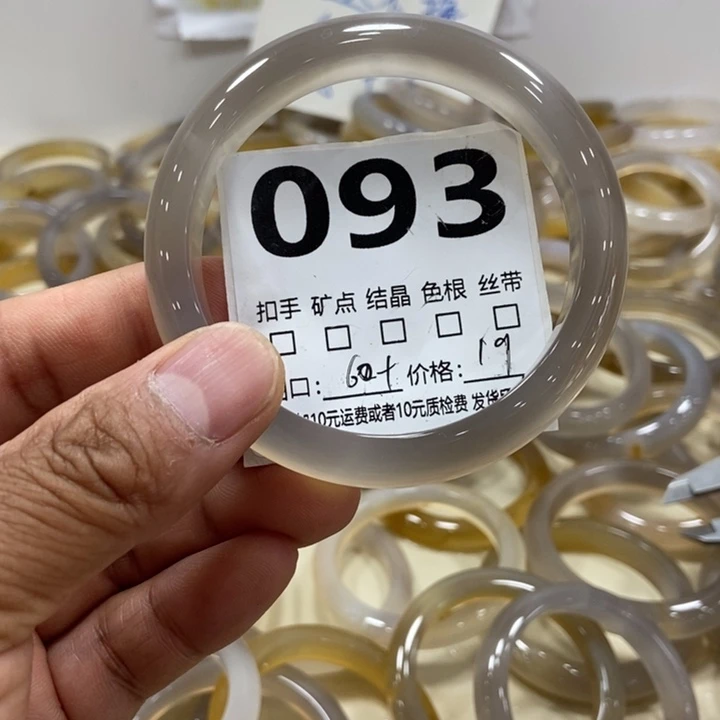 093
扣手 矿点 结晶 色根 丝带
口: 60+ 价格: 19
10元运费或者10元质检费 发货